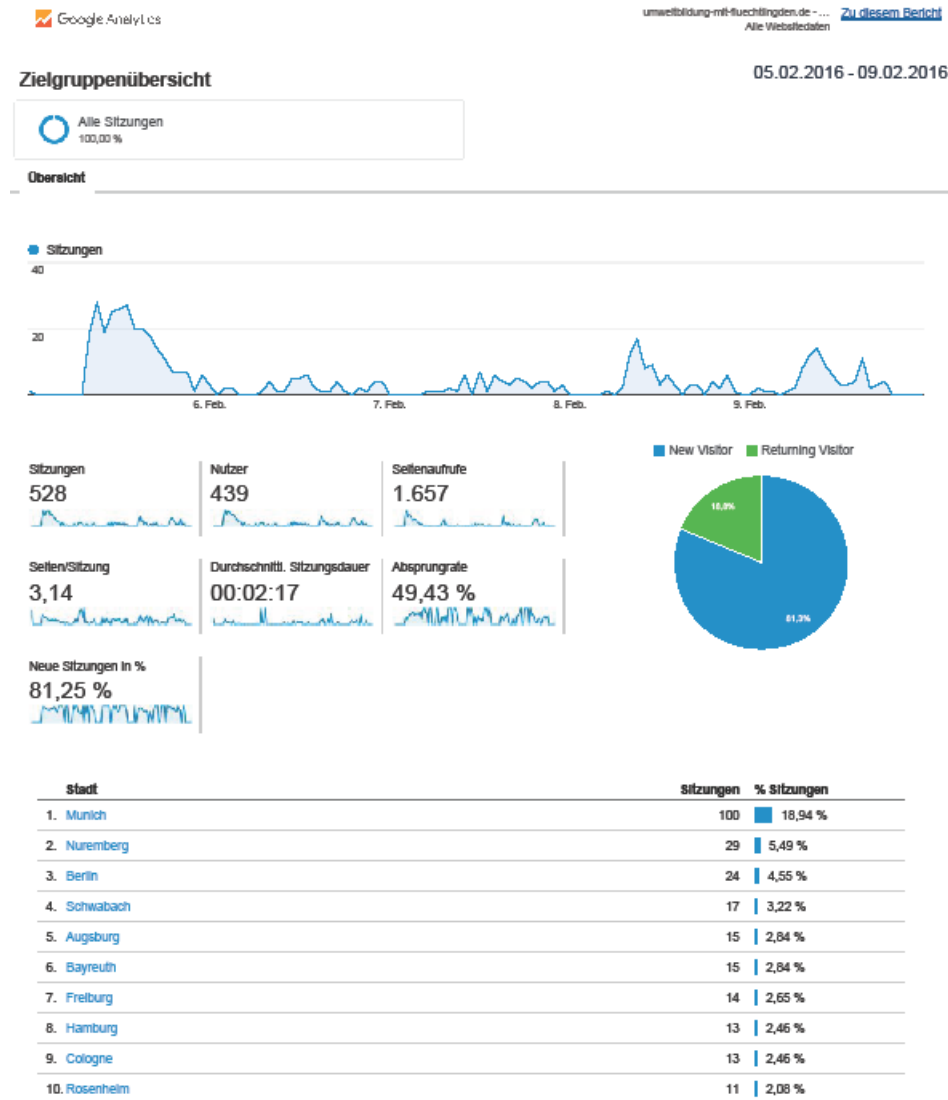 Google Analytics
umweltbildung-mit-fluechtlingden.de - ...
Zu diesem Bericht
Alle Websitedaten
Zielgruppenübersicht
05.02.2016 - 09.02.2016
Alle Sitzungen
100,00 %
Übersicht
Sitzungen
40
20
6. Feb.
7. Feb.
8. Feb.
9. Feb.
New Visitor
Returning Visitor
Sitzungen
528
Nutzer
439
Seitenaufrufe
1.657
18,8%
81,3%
Seiten/Sitzung
3,14
Durchschnittl. Sitzungsdauer
00:02:17
Absprungrate
49,43 %
Neue Sitzungen in %
81,25 %
Stadt Sitzungen % Sitzungen
1. Munich 100 18,94 %
2. Nuremberg 29 5,49 %
3. Berlin 24 4,55 %
4. Schwabach 17 3,22 %
5. Augsburg 15 2,84 %
6. Bayreuth 15 2,84 %
7. Freiburg 14 2,65 %
8. Hamburg 13 2,46 %
9. Cologne 13 2,46 %
10. Rosenheim 11 2,08 %